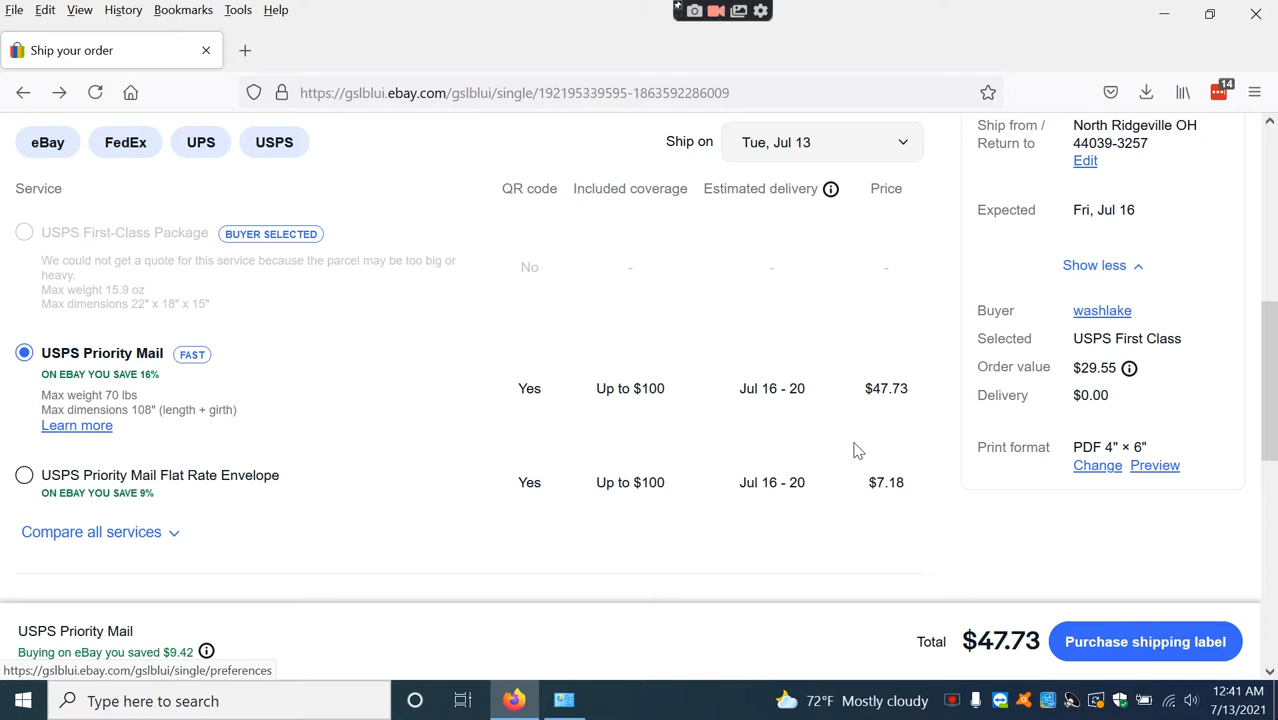 File Edit View History Bookmarks Tools Help
Ship your order
https://gslblui.ebay.com/gslblui/single/192195339595-1863592286009
14
eBay FedEx UPS USPS Ship on Tue, Jul 13
Service QR code Included coverage Estimated delivery Price
USPS First-Class Package BUYER SELECTED
We could not get a quote for this service because the parcel may be too big or
heavy.
Max weight 15.9 oz
Max dimensions 22" x 18" x 15"
No - - -
USPS Priority Mail FAST
ON EBAY YOU SAVE 16%
Max weight 70 lbs
Max dimensions 108" (length + girth)
Learn more
Yes Up to $100 Jul 16 - 20 $47.73
USPS Priority Mail Flat Rate Envelope
ON EBAY YOU SAVE 9%
Yes Up to $100 Jul 16 - 20 $7.18
Compare all services
Ship from / North Ridgeville OH
Return to 44039-3257
Edit
Expected Fri, Jul 16
Show less
Buyer washlake
Selected USPS First Class
Order value $29.55
Delivery $0.00
Print format PDF 4" × 6"
Change Preview
USPS Priority Mail
Buying on eBay you saved $9.42
Total $47.73 Purchase shipping label
https://gslblui.ebay.com/gslblui/single/preferences
Type here to search
72°F Mostly cloudy
12:41 AM
7/13/2021